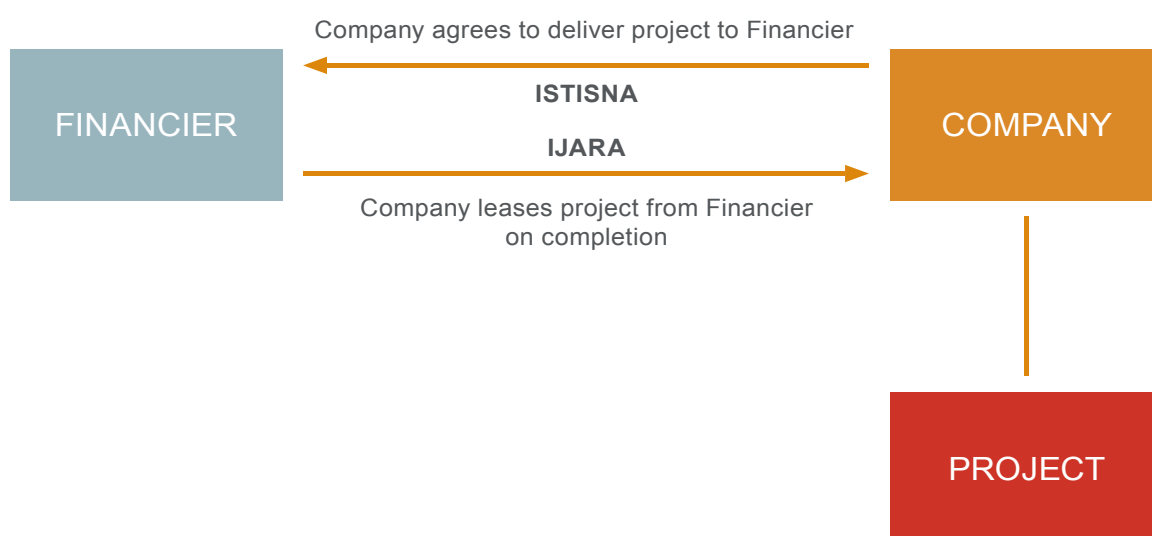 Company agrees to deliver project to Financier
FINANCIER
ISTISNA
IJARA
COMPANY
Company leases project from Financier
on completion
PROJECT